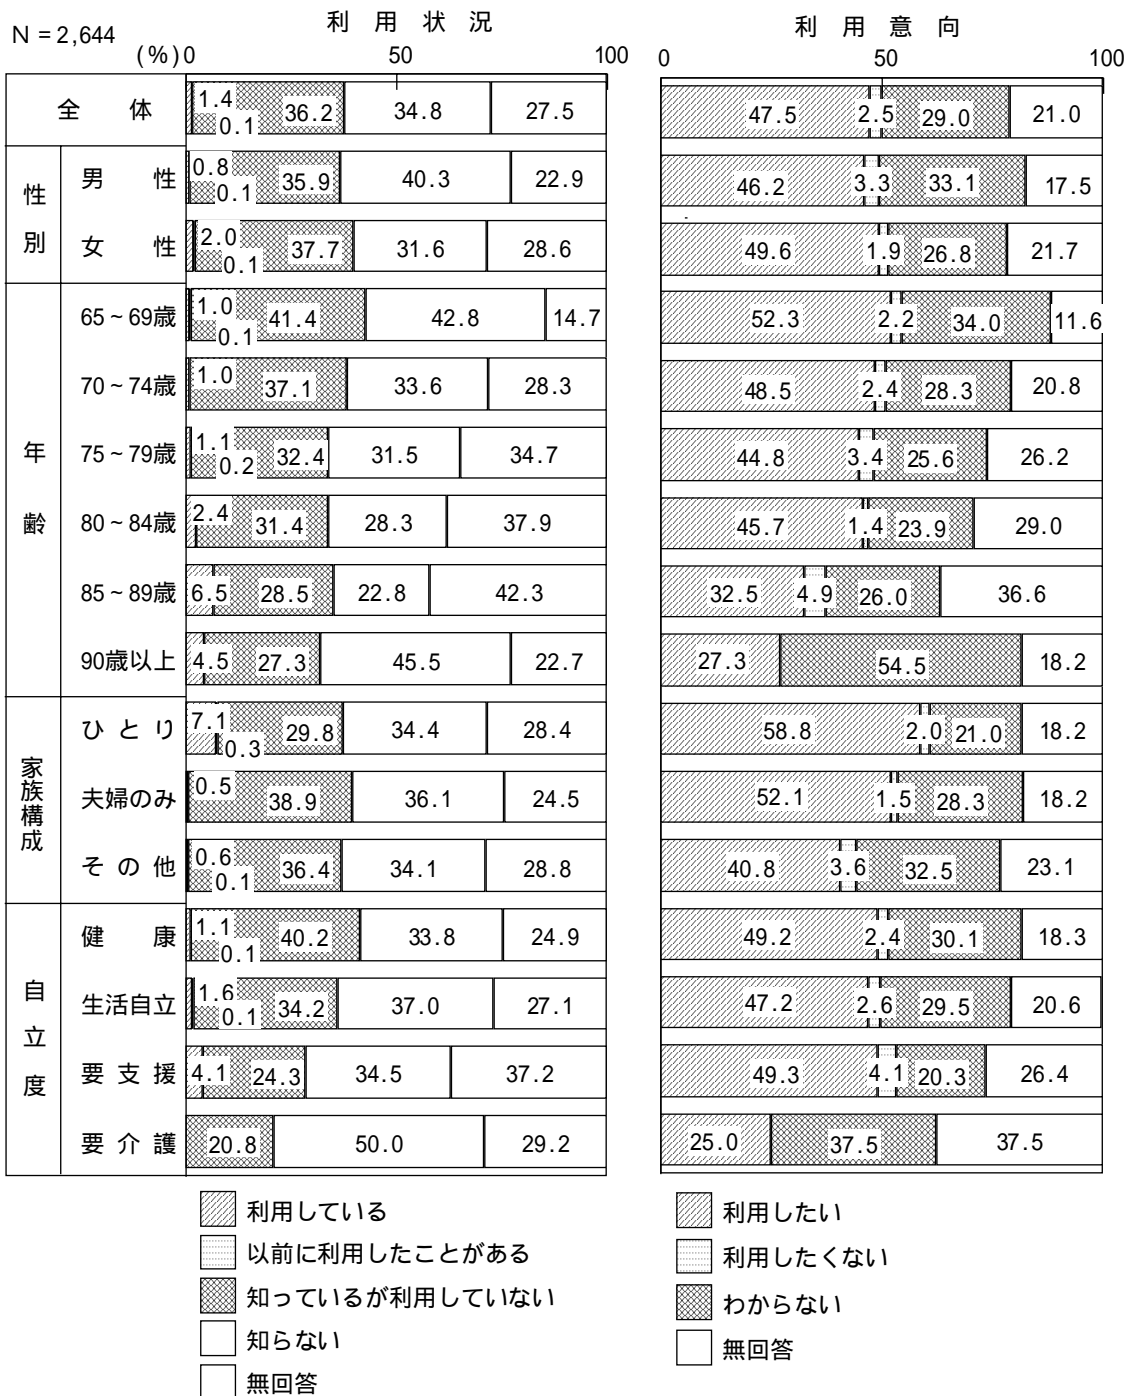 利用状況
利用意向
N = 2,644
(%) 0 50 100
0 50 100
全体 1.4 0.1 36.2 34.8 27.5 47.5 2.5 29.0 21.0
性別
男性 0.8 0.1 35.9 40.3 22.9 46.2 3.3 33.1 17.5
女性 2.0 0.1 37.7 31.6 28.6 49.6 1.9 26.8 21.7
年齢
65~69歳 1.0 0.1 41.4 42.8 14.7 52.3 2.2 34.0 11.6
70~74歳 1.0 37.1 33.6 28.3 48.5 2.4 28.3 20.8
75~79歳 1.1 0.2 32.4 31.5 34.7 44.8 3.4 25.6 26.2
80~84歳 2.4 31.4 28.3 37.9 45.7 1.4 23.9 29.0
85~89歳 6.5 28.5 22.8 42.3 32.5 4.9 26.0 36.6
90歳以上 4.5 27.3 45.5 22.7 27.3 54.5 18.2
家族構成
ひとり 7.1 0.3 29.8 34.4 28.4 58.8 2.0 21.0 18.2
夫婦のみ 0.5 38.9 36.1 24.5 52.1 1.5 28.3 18.2
その他 0.6 0.1 36.4 34.1 28.8 40.8 3.6 32.5 23.1
自立度
健康 1.1 0.1 40.2 33.8 24.9 49.2 2.4 30.1 18.3
生活自立 1.6 0.1 34.2 37.0 27.1 47.2 2.6 29.5 20.6
要支援 4.1 24.3 34.5 37.2 49.3 4.1 20.3 26.4
要介護 20.8 50.0 29.2 25.0 37.5 37.5
利用している
以前に利用したことがある
知っているが利用していない
知らない
無回答
利用したい
利用したくない
わからない
無回答